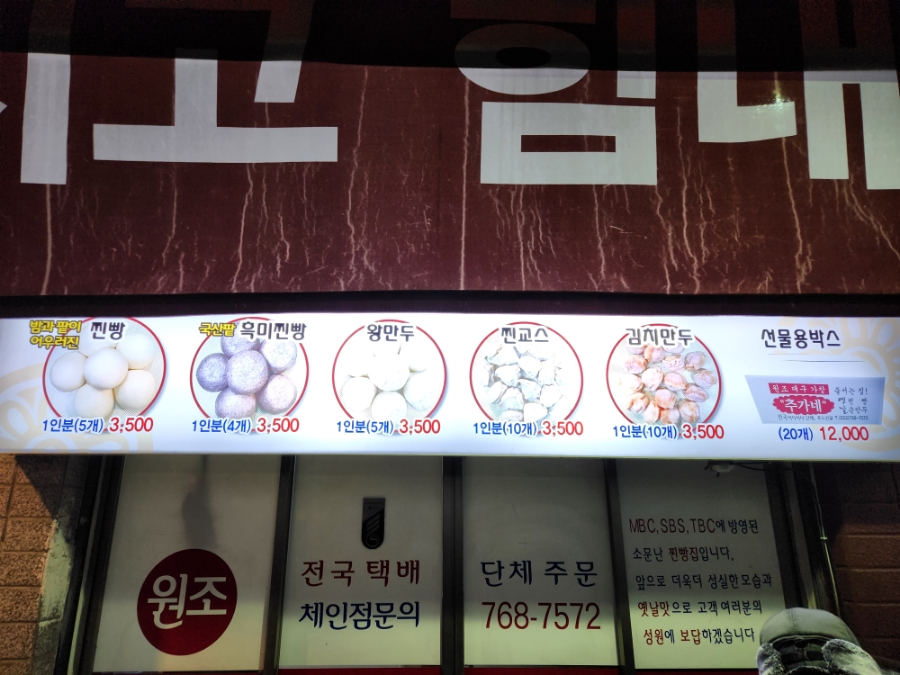 고 임대
밤과 팥이
어우러진
찐빵
1인분(5개) 3,500
국산팥 흑미찐빵
1인분(4개) 3,500
왕만두
1인분(5개) 3,500
찐교스
1인분(10개) 3,500
김치만두
1인분(10개) 3,500
선물용박스
"주가네"
(20개) 12,000
원조
전국 택배
체인점문의
단체 주문
768-7572
MBC, SBS, TBC에 방영된
소문난 찐빵집입니다.
앞으로 더욱더 성실한 모습과
옛날맛으로 고객 여러분의
성원에 보답하겠습니다